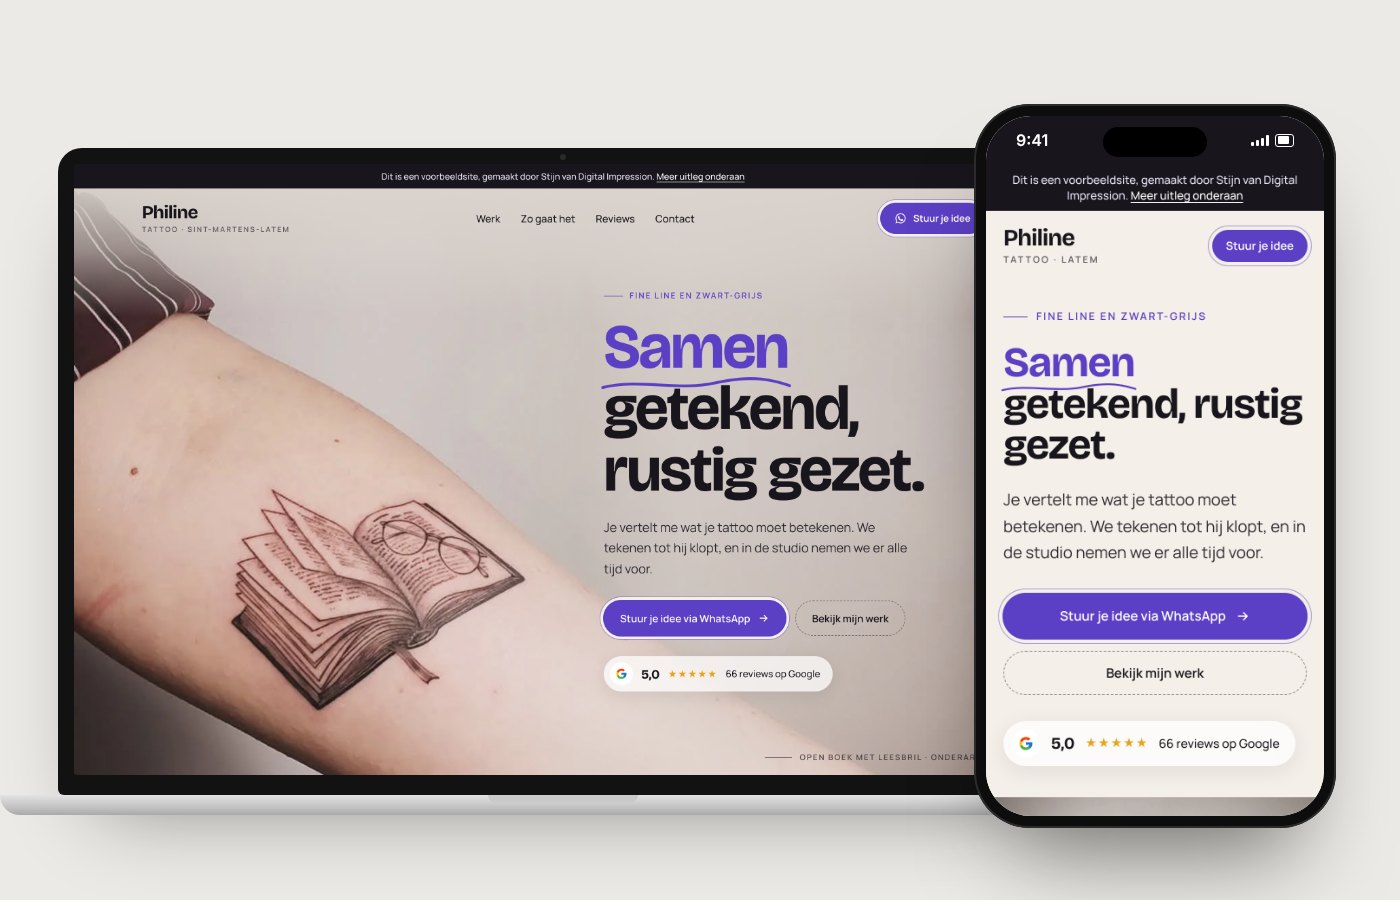 Dit is een voorbeeldsite, gemaakt door Stijn van Digital Impression. Meer uitleg onderaan
Philine
TATTOO · SINT-MARTENS-LATEM
Werk
Zo gaat het
Reviews
Contact
Stuur je idee
FINE LINE EN ZWART-GRIJS
Samen
getekend,
rustig gezet.
Je vertelt me wat je tattoo moet betekenen. We
tekenen tot hij klopt, en in de studio nemen we er alle
tijd voor.
Stuur je idee via WhatsApp →
Bekijk mijn werk
G 5,0 ★★★★★ 66 reviews op Google
OPEN BOEK MET LEESBRIL · ONDERAR
9:41
Dit is een voorbeeldsite, gemaakt door Stijn van Digital
Impression. Meer uitleg onderaan
Philine
TATTOO · LATEM
Stuur je idee
FINE LINE EN ZWART-GRIJS
Samen
getekend, rustig
gezet.
Je vertelt me wat je tattoo moet
betekenen. We tekenen tot hij klopt, en in
de studio nemen we er alle tijd voor.
Stuur je idee via WhatsApp →
Bekijk mijn werk
G 5,0 ★★★★★ 66 reviews op Google